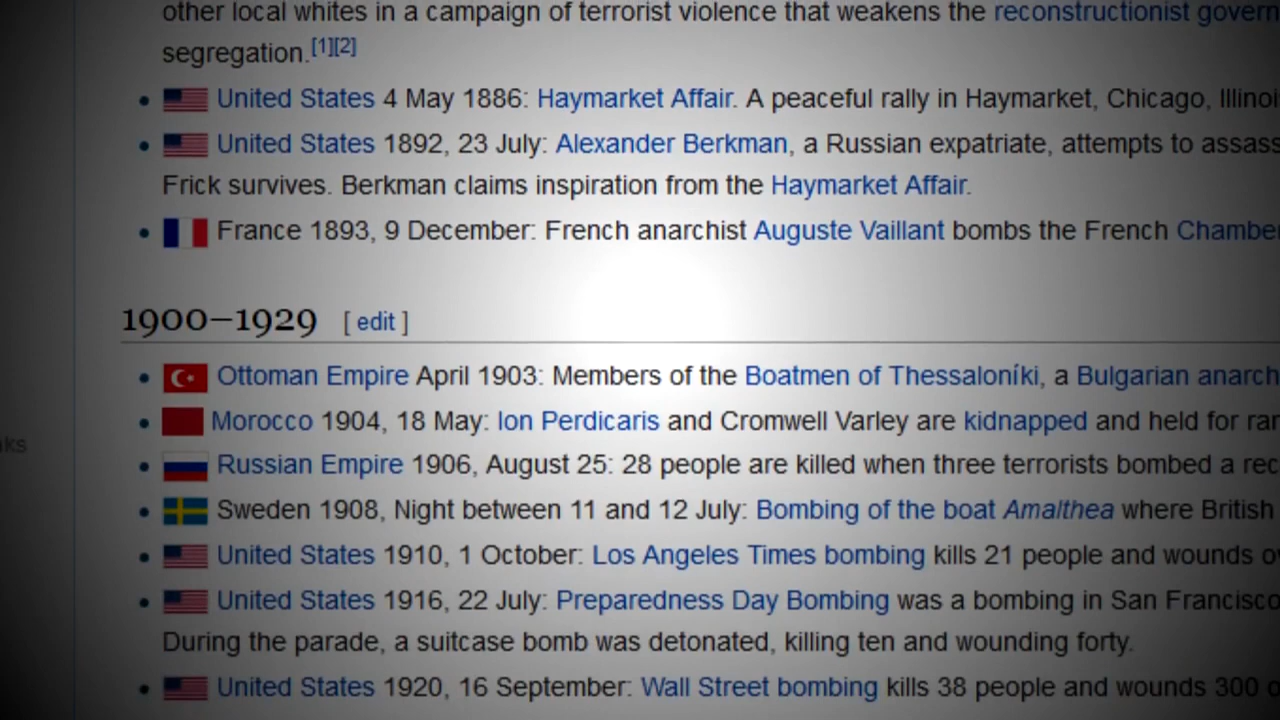 other local whites in a campaign of terrorist violence that weakens the reconstructionist govern
segregation.[1][2]
United States 4 May 1886: Haymarket Affair. A peaceful rally in Haymarket, Chicago, Illinoi
United States 1892, 23 July: Alexander Berkman, a Russian expatriate, attempts to assass
Frick survives. Berkman claims inspiration from the Haymarket Affair.
France 1893, 9 December: French anarchist Auguste Vaillant bombs the French Chambe
1900–1929 [ edit ]
Ottoman Empire April 1903: Members of the Boatmen of Thessaloníki, a Bulgarian anarch
Morocco 1904, 18 May: Ion Perdicaris and Cromwell Varley are kidnapped and held for ran
Russian Empire 1906, August 25: 28 people are killed when three terrorists bombed a rec
Sweden 1908, Night between 11 and 12 July: Bombing of the boat Amalthea where British
United States 1910, 1 October: Los Angeles Times bombing kills 21 people and wounds o
United States 1916, 22 July: Preparedness Day Bombing was a bombing in San Francisco
During the parade, a suitcase bomb was detonated, killing ten and wounding forty.
United States 1920, 16 September: Wall Street bombing kills 38 people and wounds 300 o